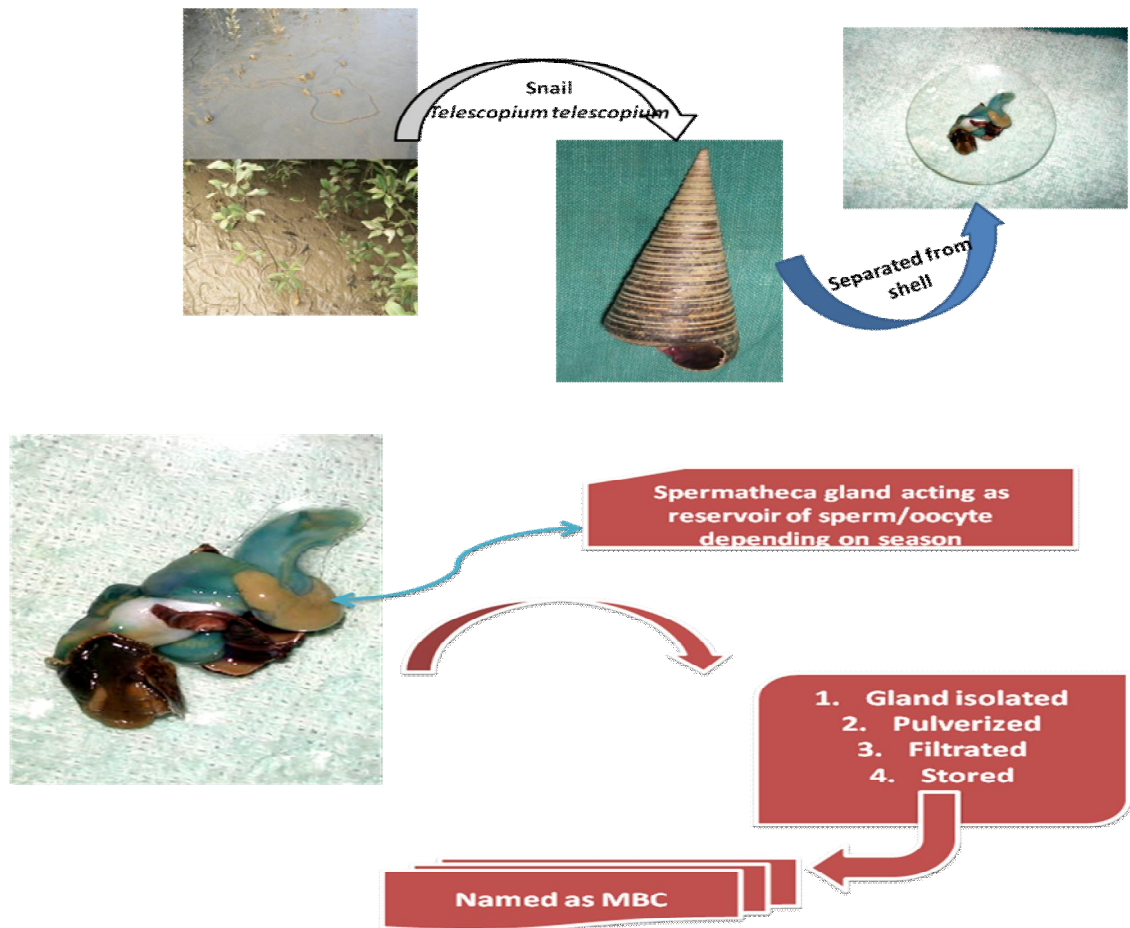 Snail
Telescopium telescopium
Separated from
shell
Spermatheca gland acting as
reservoir of sperm/oocyte
depending on season
1. Gland isolated
2. Pulverized
3. Filtrated
4. Stored
Named as MBC